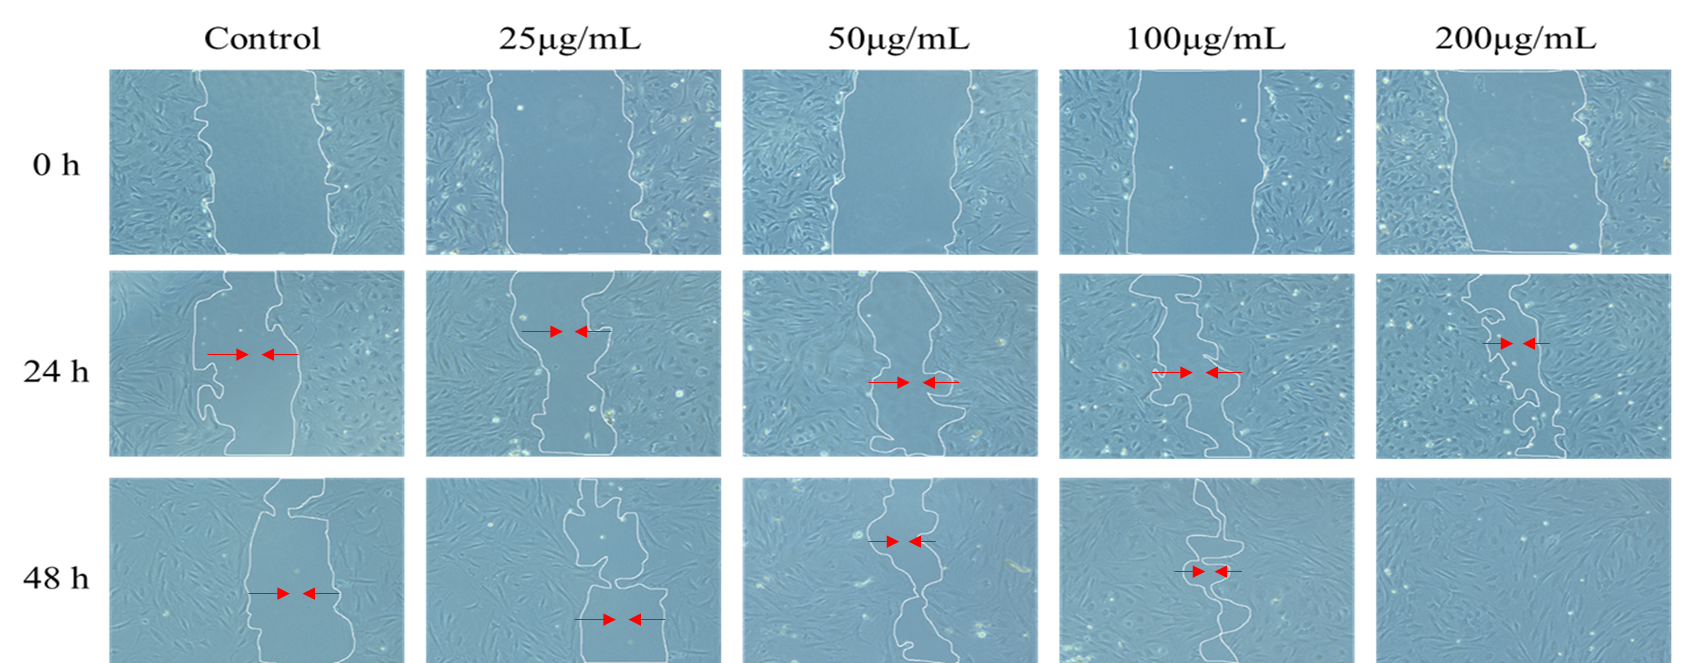 Control 25μg/mL 50μg/mL 100μg/mL 200μg/mL
0 h
24 h
48 h